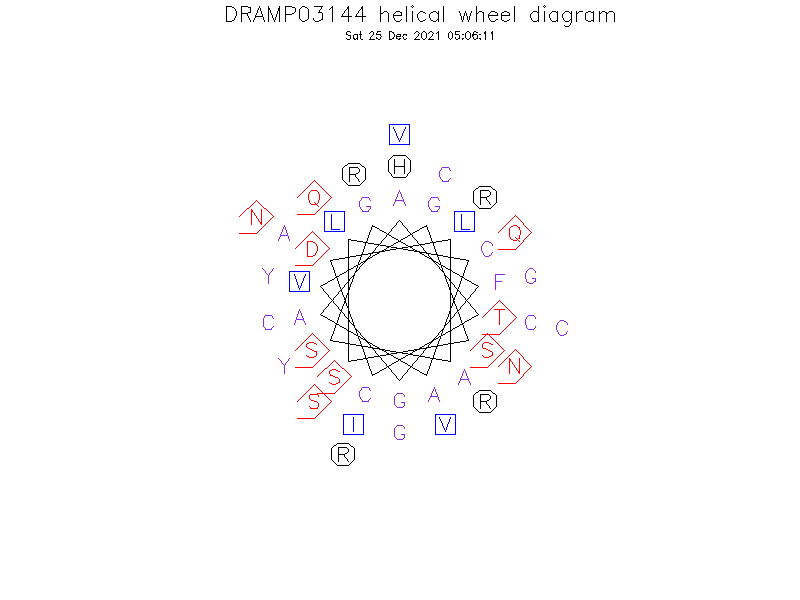 DRAMP03144 helical wheel diagram
Sat 25 Dec 2021 05:06:11
V
R H C
Q G A G R
N A L L Q
D C
Y V F G
C A T C C
S S
Y S A N
S C G A R
I G V
R